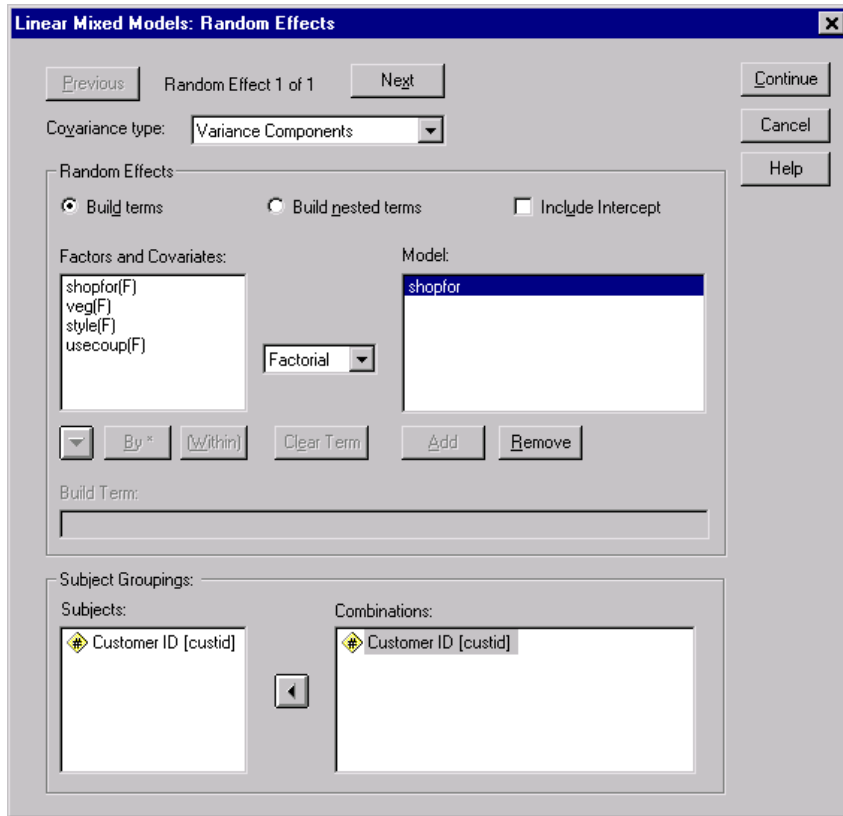 Linear Mixed Models: Random Effects
Previous Random Effect 1 of 1 Next Continue
Covariance type: Variance Components Cancel
Random Effects Help
Build terms Build nested terms Include Intercept
Factors and Covariates: Model:
shopfor(F) shopfor
veg(F)
style(F)
usecoup(F) Factorial
By * (Within) Clear Term Add Remove
Build Term:
Subject Groupings:
Subjects: Combinations:
# Customer ID [custid] # Customer ID [custid]